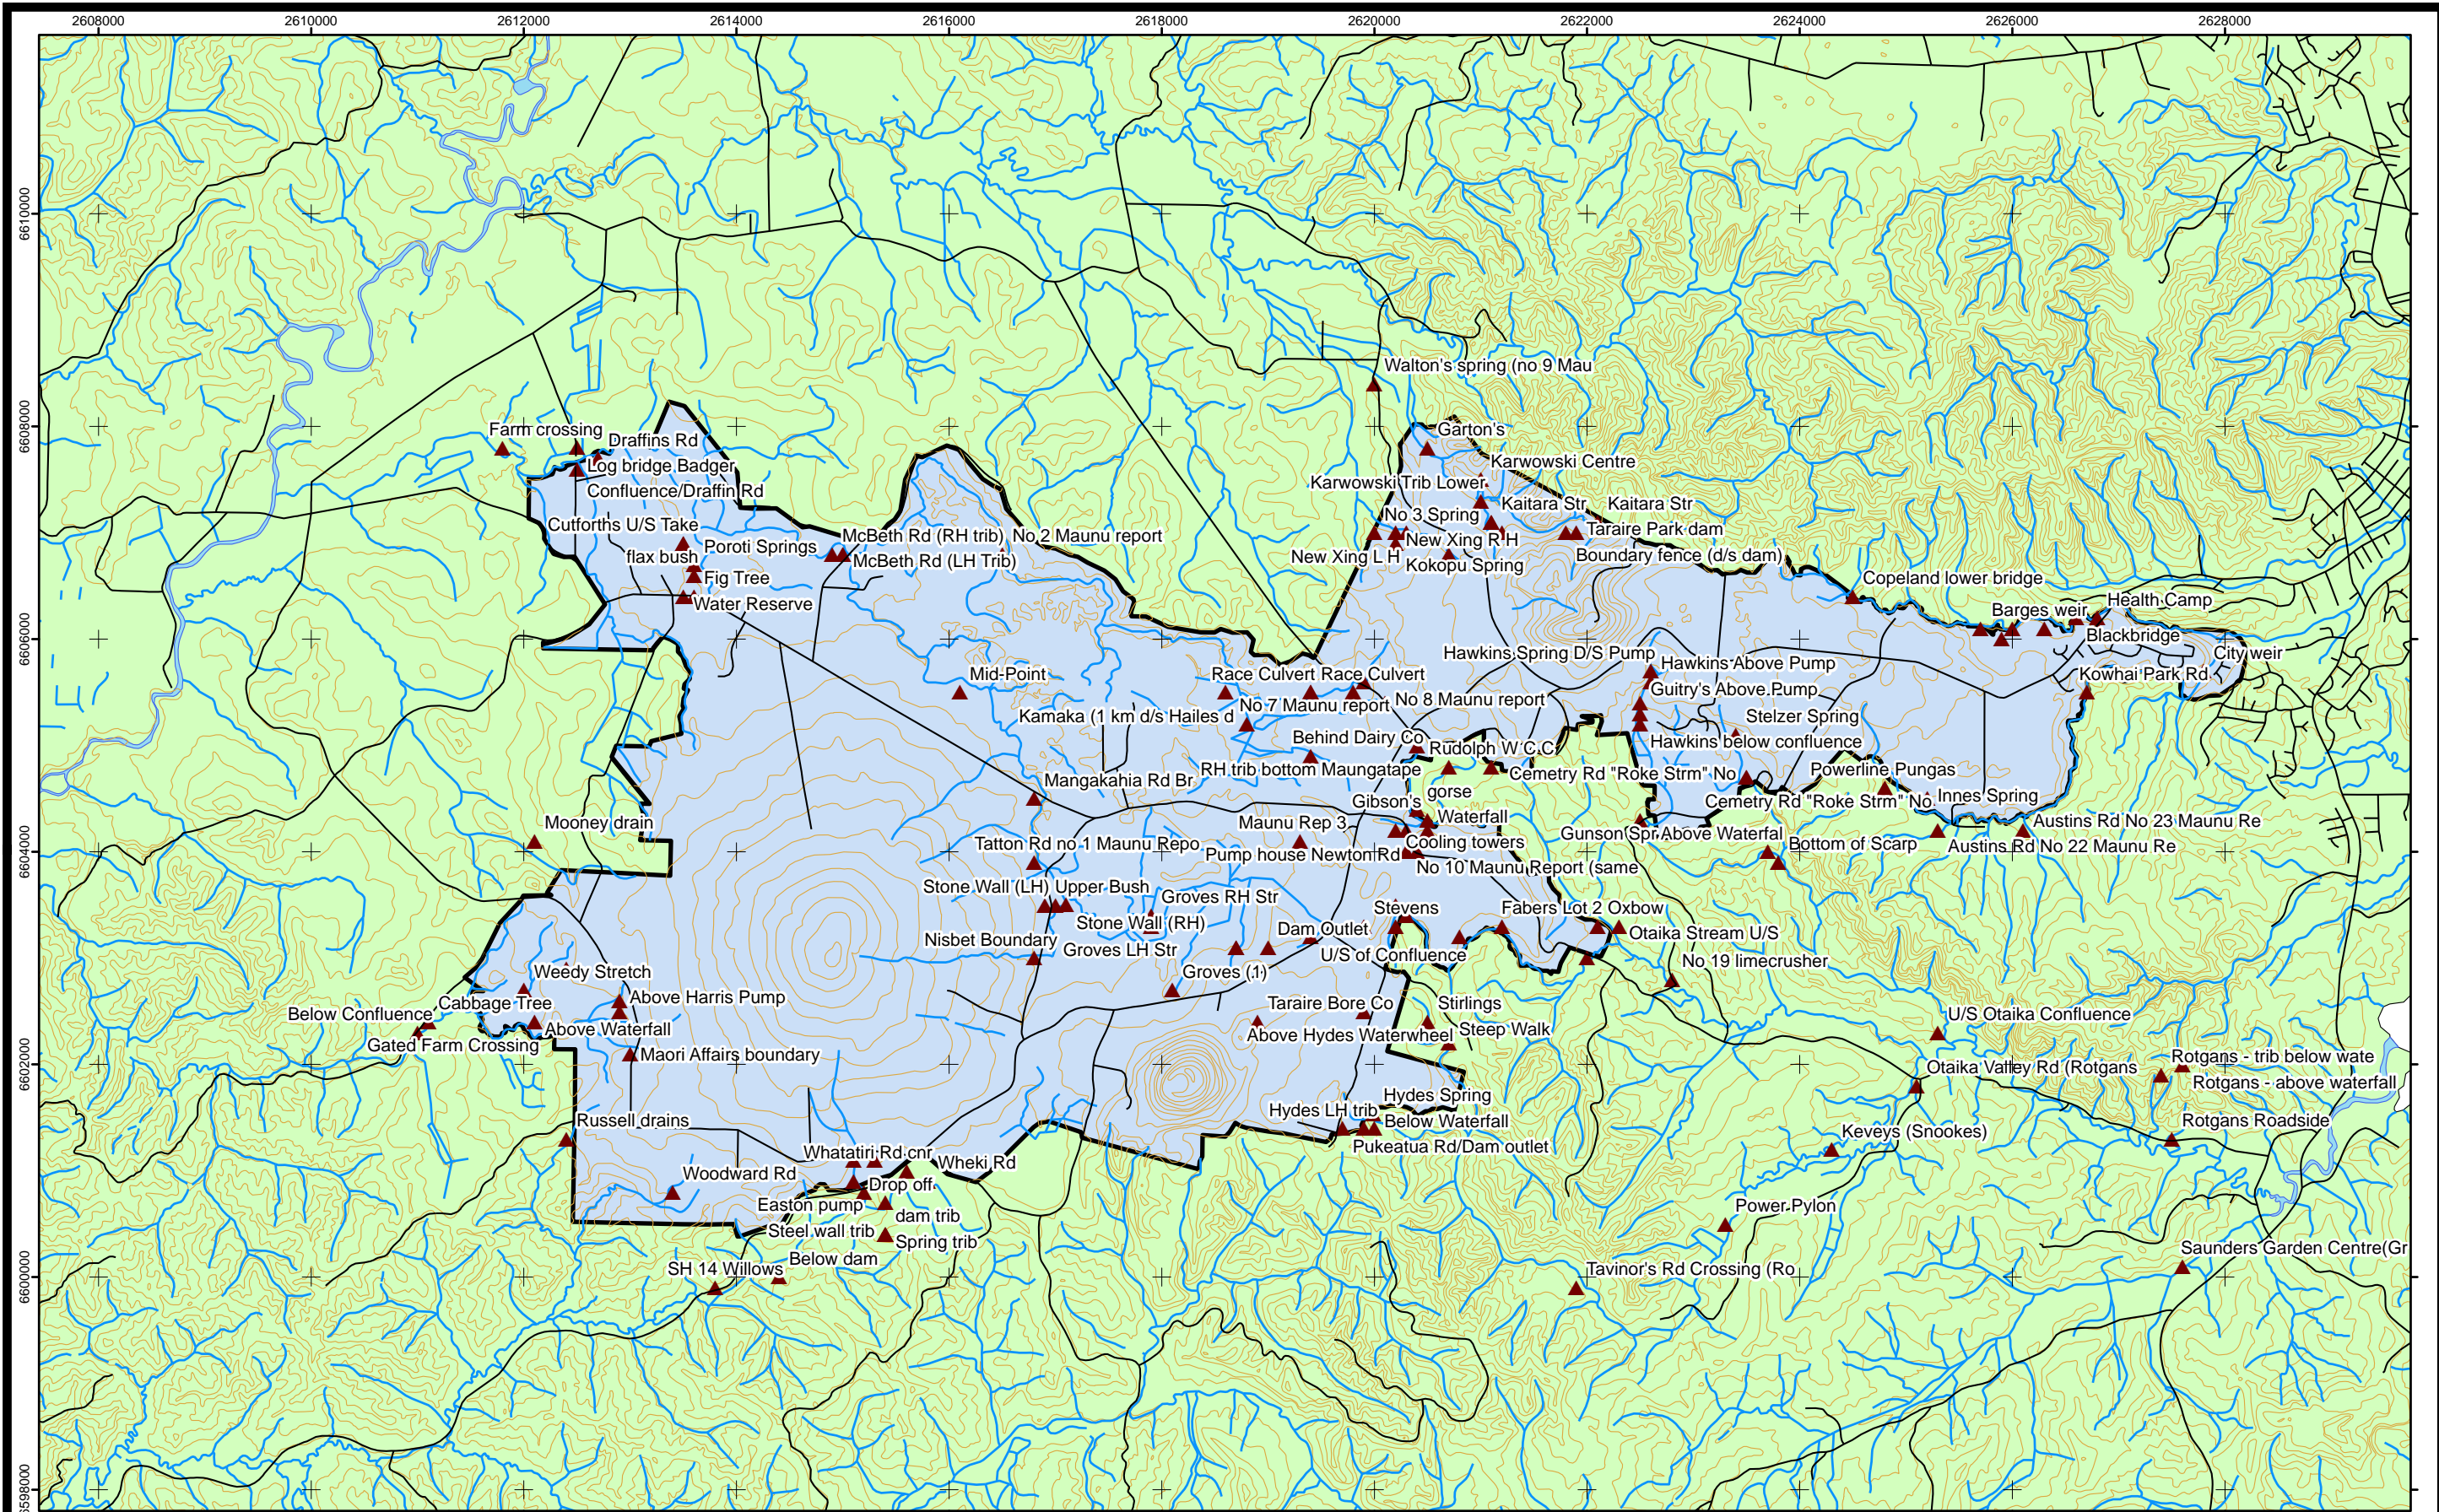 2608000
2610000
2612000
2614000
2616000
2618000
2620000
2622000
2624000
2626000
2628000
6610000
6608000
6606000
6604000
6602000
6600000
6598000
Walton's spring (no 9 Mau
Farm crossing
Draffins Rd
Garton's
Log bridge Badger
Karwowski Centre
Confluence/Draffin Rd
Karwowski Trib Lower
Kaitara Str
Kaitara Str
Cutforths U/S Take
No 3 Spring
Taraire Park dam
McBeth Rd (RH trib)
No 2 Maunu report
New Xing R H
Poroti Springs
flax bush
McBeth Rd (LH Trib)
New Xing L H
Kokopu Spring
Boundary fence (d/s dam)
Fig Tree
Copeland lower bridge
Water Reserve
Health Camp
Barges weir
Blackbridge
City weir
Hawkins Spring D/S Pump
Hawkins Above Pump
Mid-Point
Race Culvert
Race Culvert
Kowhai Park Rd
Guitry's Above Pump
No 7 Maunu report
No 8 Maunu report
Kamaka (1 km d/s Hailes d
Stelzer Spring
Behind Dairy Co
Rudolph W C C
Hawkins below confluence
RH trib bottom Maungatape
Cemetry Rd "Roke Strm" No
Powerline Pungas
Mangakahia Rd Br
gorse
Gibson's
Cemetry Rd "Roke Strm" No
Innes Spring
Mooney drain
Maunu Rep 3
Waterfall
Austins Rd No 23 Maunu Re
Tatton Rd no 1 Maunu Repo
Cooling towers
Gunson Spr
Above Waterfal
Bottom of Scarp
Austins Rd No 22 Maunu Re
Pump house Newton Rd
No 10 Maunu Report (same
Stone Wall (LH)
Upper Bush
Groves RH Str
Stevens
Fabers Lot 2
Oxbow
Stone Wall (RH)
Dam Outlet
Otaika Stream U/S
Nisbet Boundary
Groves LH Str
U/S of Confluence
Weedy Stretch
Groves (1)
No 19 limecrusher
Cabbage Tree
Above Harris Pump
Taraire Bore Co
Stirlings
Below Confluence
Above Waterfall
Above Hydes Waterwheel
Steep Walk
U/S Otaika Confluence
Gated Farm Crossing
Maori Affairs boundary
Otaika Valley Rd (Rotgans
Rotgans - trib below wate
Rotgans - above waterfall
Russell drains
Hydes Spring
Hydes LH trib
Below Waterfall
Keveys (Snookes)
Rotgans Roadside
Whatatiri Rd cnr
Wheki Rd
Pukeatua Rd/Dam outlet
Woodward Rd
Drop off
Easton pump
dam trib
Power Pylon
Steel wall trib
Spring trib
Below dam
SH 14 Willows
Tavinor's Rd Crossing (Ro
Saunders Garden Centre(Gr